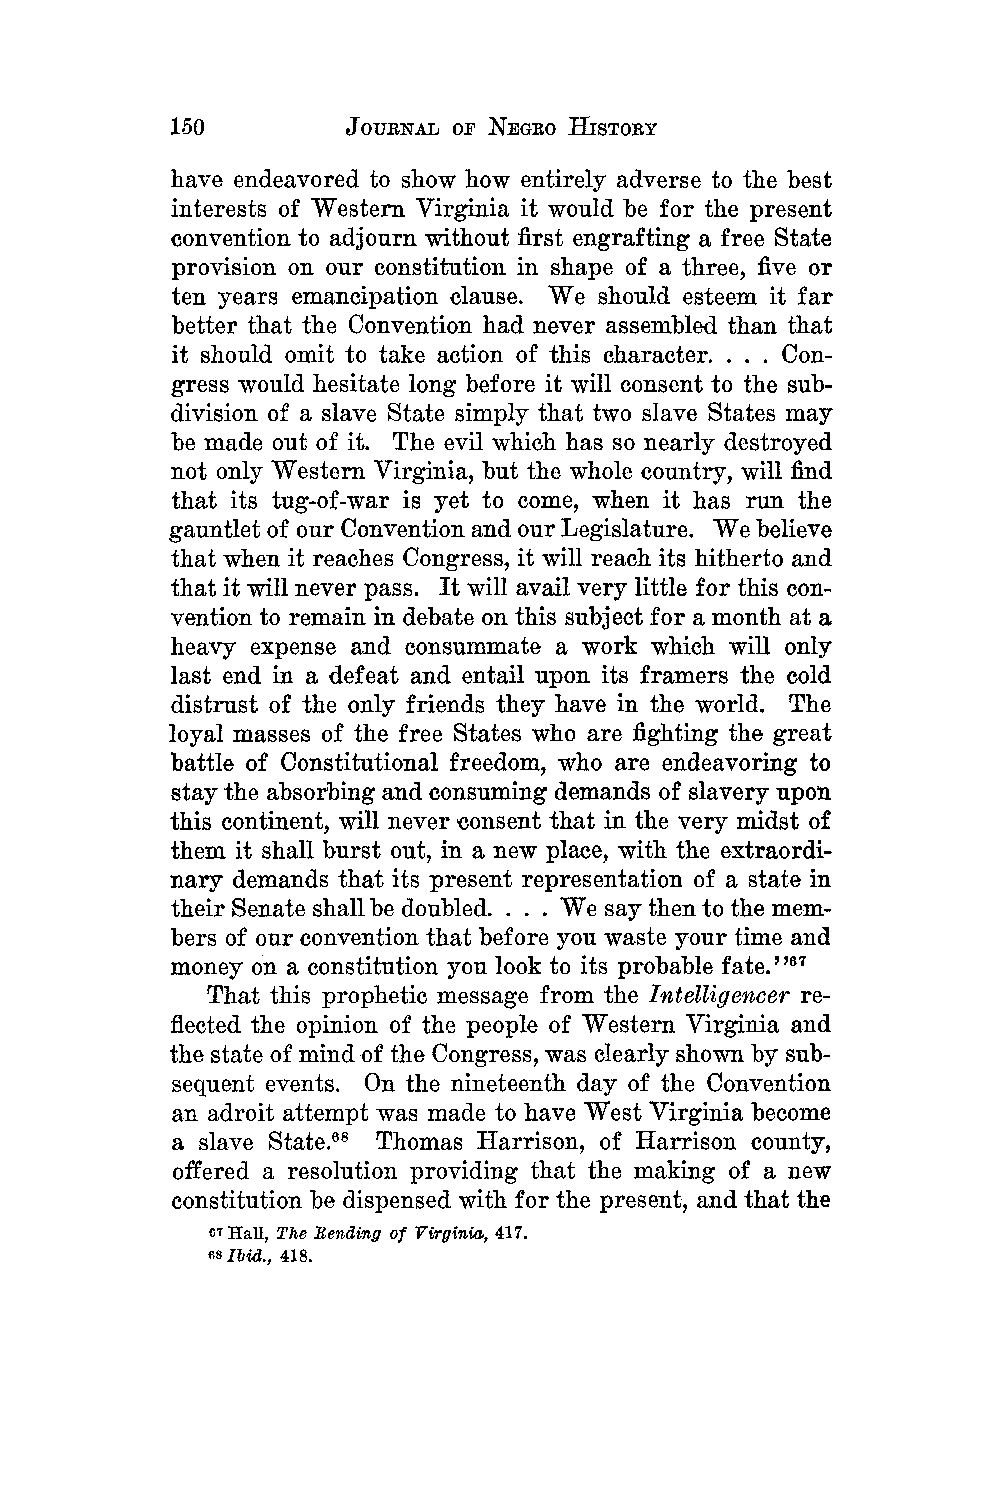 150 JOURNAL OF NEGRO HISTORY
have endeavored to show how entirely adverse to the best
interests of Western Virginia it would be for the present
convention to adjourn without first engrafting a free State
provision on our constitution in shape of a three, five or
ten years emancipation clause. We should esteem it far
better that the Convention had never assembled than that
it should omit to take action of this character. . . . Con-
gress would hesitate long before it will consent to the sub-
division of a slave State simply that two slave States may
be made out of it. The evil which has so nearly destroyed
not only Western Virginia, but the whole country, will find
that its tug-of-war is yet to come, when it has run the
gauntlet of our Convention and our Legislature. We believe
that when it reaches Congress, it will reach its hitherto and
that it will never pass. It will avail very little for this con-
vention to remain in debate on this subject for a month at a
heavy expense and consummate a work which will only
last end in a defeat and entail upon its framers the cold
distrust of the only friends they have in the world. The
loyal masses of the free States who are fighting the great
battle of Constitutional freedom, who are endeavoring to
stay the absorbing and consuming demands of slavery upon
this continent, will never consent that in the very midst of
them it shall burst out, in a new place, with the extraordi-
nary demands that its present representation of a state in
their Senate shall be doubled. . . . We say then to the mem-
bers of our convention that before you waste your time and
money on a constitution you look to its probable fate.''⁶⁷
That this prophetic message from the Intelligencer re-
flected the opinion of the people of Western Virginia and
the state of mind of the Congress, was clearly shown by sub-
sequent events. On the nineteenth day of the Convention
an adroit attempt was made to have West Virginia become
a slave State.⁶⁸ Thomas Harrison, of Harrison county,
offered a resolution providing that the making of a new
constitution be dispensed with for the present, and that the
⁶⁷ Hall, The Rending of Virginia, 417.
⁶⁸ Ibid., 418.